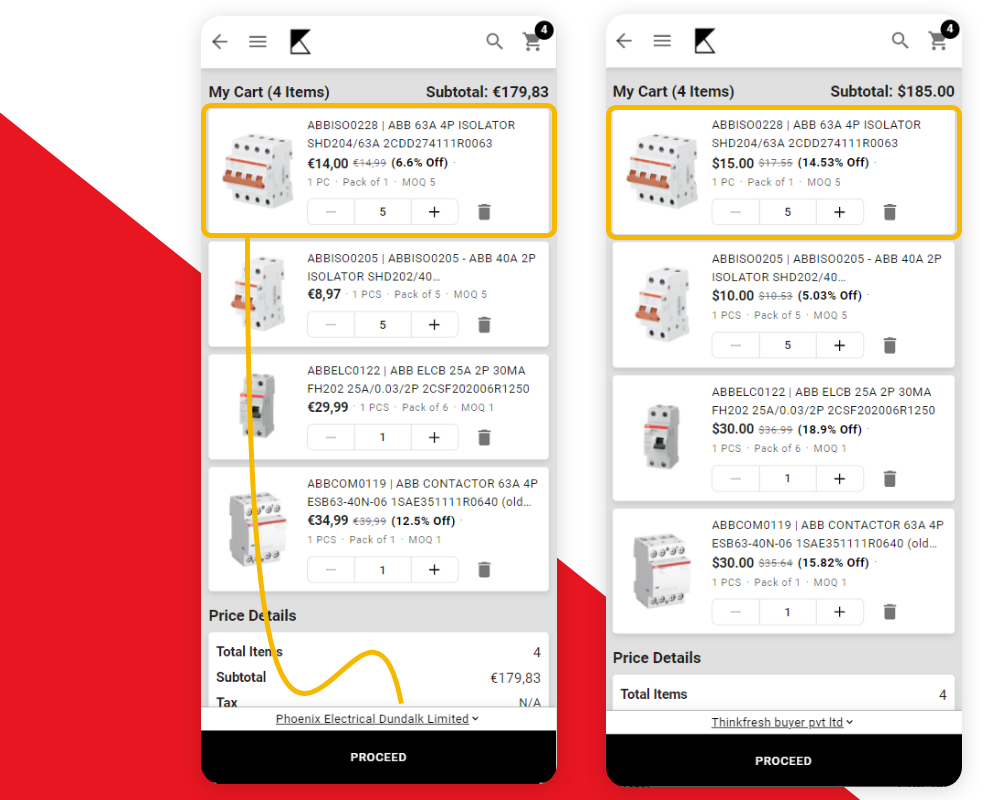 4
My Cart (4 Items) Subtotal: €179,83
ABBISO0228 | ABB 63A 4P ISOLATOR
SHD204/63A 2CDD274111R0063
€14,00 €14,99 (6.6% Off) ·
1 PC · Pack of 1 · MOQ 5
— 5 +
ABBISO0205 | ABBISO0205 - ABB 40A 2P
ISOLATOR SHD202/40...
€8,97 · 1 PCS · Pack of 5 · MOQ 5
— 5 +
ABBELC0122 | ABB ELCB 25A 2P 30MA
FH202 25A/0.03/2P 2CSF202006R1250
€29,99 · 1 PCS · Pack of 6 · MOQ 1
— 1 +
ABBCOM0119 | ABB CONTACTOR 63A 4P
ESB63-40N-06 1SAE351111R0640 (old...
€34,99 €39,99 (12.5% Off) ·
1 PCS · Pack of 1 · MOQ 1
— 1 +
Price Details
Total Items 4
Subtotal €179,83
Tax N/A
Phoenix Electrical Dundalk Limited
PROCEED
4
My Cart (4 Items) Subtotal: $185.00
ABBISO0228 | ABB 63A 4P ISOLATOR
SHD204/63A 2CDD274111R0063
$15.00 $17.55 (14.53% Off) ·
1 PC · Pack of 1 · MOQ 5
— 5 +
ABBISO0205 | ABBISO0205 - ABB 40A 2P
ISOLATOR SHD202/40...
$10.00 $10.53 (5.03% Off) ·
1 PCS · Pack of 5 · MOQ 5
— 5 +
ABBELC0122 | ABB ELCB 25A 2P 30MA
FH202 25A/0.03/2P 2CSF202006R1250
$30.00 $36.99 (18.9% Off) ·
1 PCS · Pack of 6 · MOQ 1
— 1 +
ABBCOM0119 | ABB CONTACTOR 63A 4P
ESB63-40N-06 1SAE351111R0640 (old...
$30.00 $35.64 (15.82% Off) ·
1 PCS · Pack of 1 · MOQ 1
— 1 +
Price Details
Total Items 4
Thinkfresh buyer pvt ltd
PROCEED